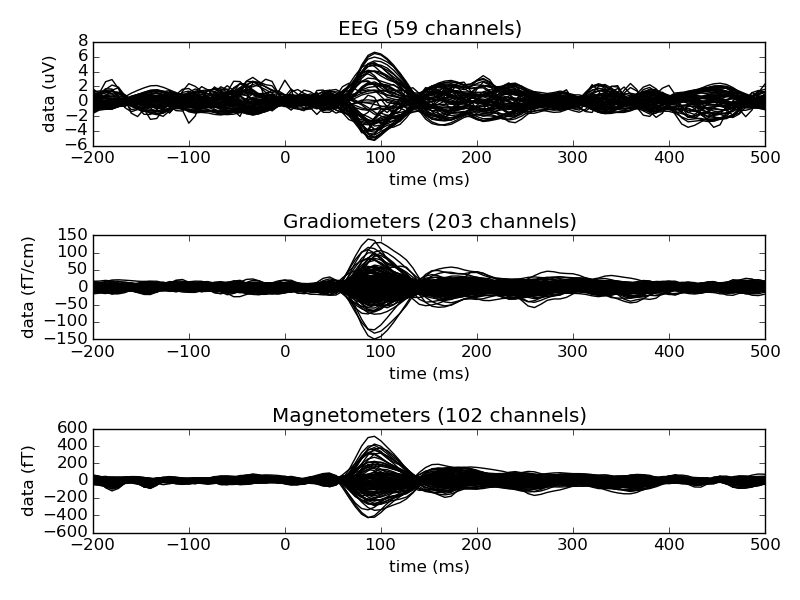 EEG (59 channels)
8
6
4
2
0
−2
−4
−6
data (uV)
−200 −100 0 100 200 300 400 500
time (ms)
Gradiometers (203 channels)
150
100
50
0
−50
−100
−150
data (fT/cm)
−200 −100 0 100 200 300 400 500
time (ms)
Magnetometers (102 channels)
600
400
200
0
−200
−400
−600
data (fT)
−200 −100 0 100 200 300 400 500
time (ms)